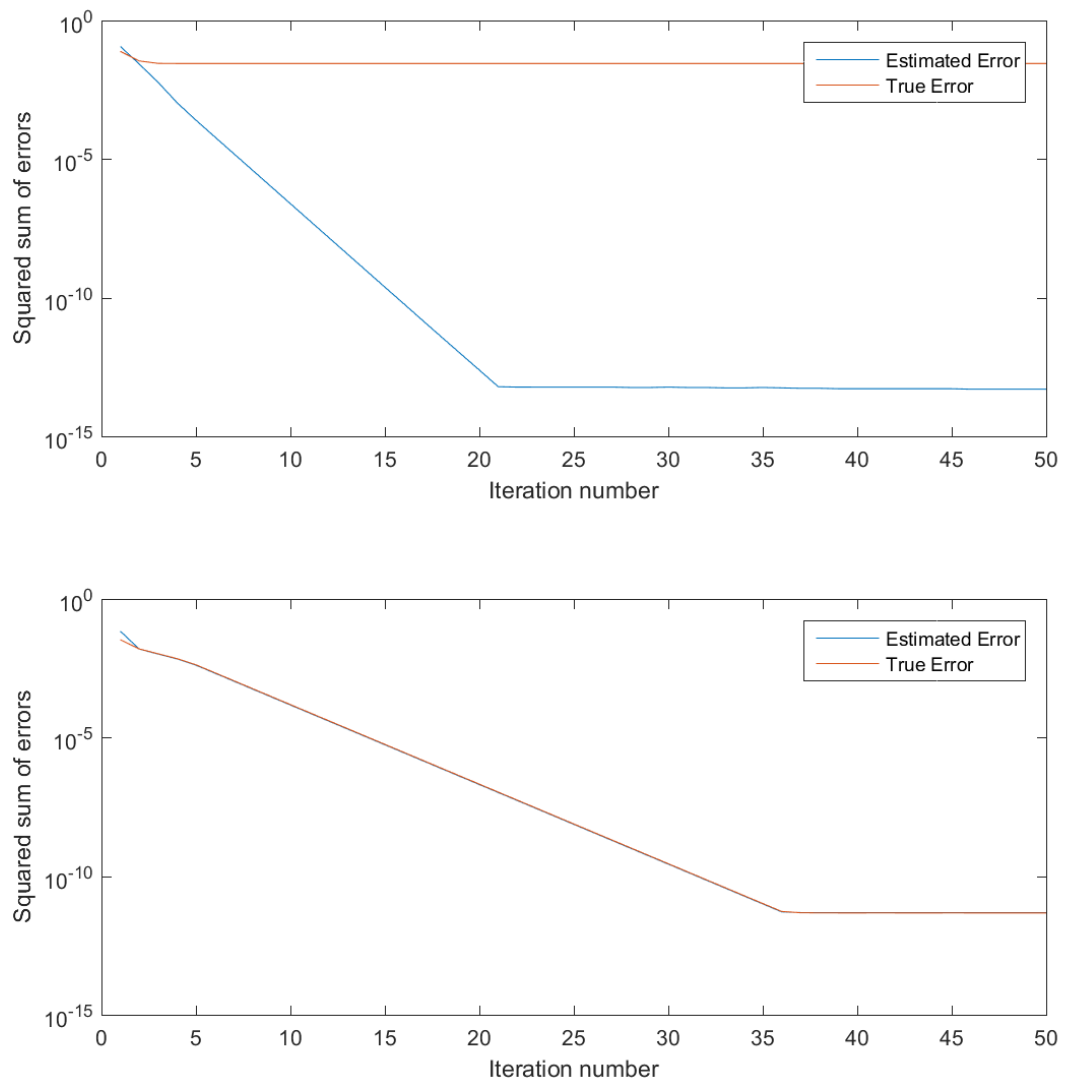 10^0
10^-5
10^-10
10^-15
Squared sum of errors
Estimated Error
True Error
0 5 10 15 20 25 30 35 40 45 50
Iteration number
10^0
10^-5
10^-10
10^-15
Squared sum of errors
Estimated Error
True Error
0 5 10 15 20 25 30 35 40 45 50
Iteration number